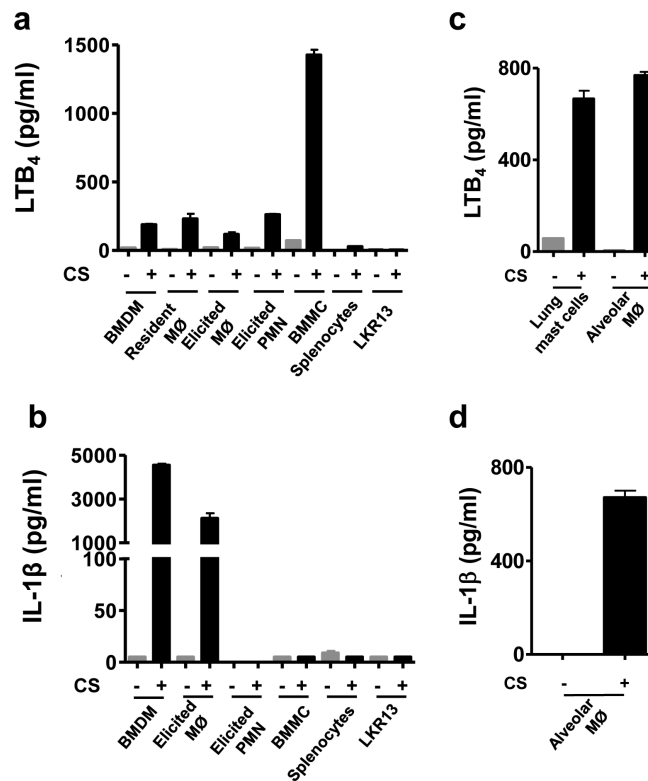 a
LTB4 (pg/ml)
1500
1000
500
0
CS - + - + - + - + - + - + - +
BMDM
Resident MØ
Elicited MØ
Elicited PMN
BMMC
Splenocytes
LKR13
c
LTB4 (pg/ml)
800
400
0
CS - + - +
Lung mast cells
Alveolar MØ
b
IL-1β (pg/ml)
5000
3000
1000
100
50
0
CS - + - + - + - + - + - +
BMDM
Elicited MØ
Elicited PMN
BMMC
Splenocytes
LKR13
d
IL-1β (pg/ml)
800
400
0
CS - +
Alveolar MØ